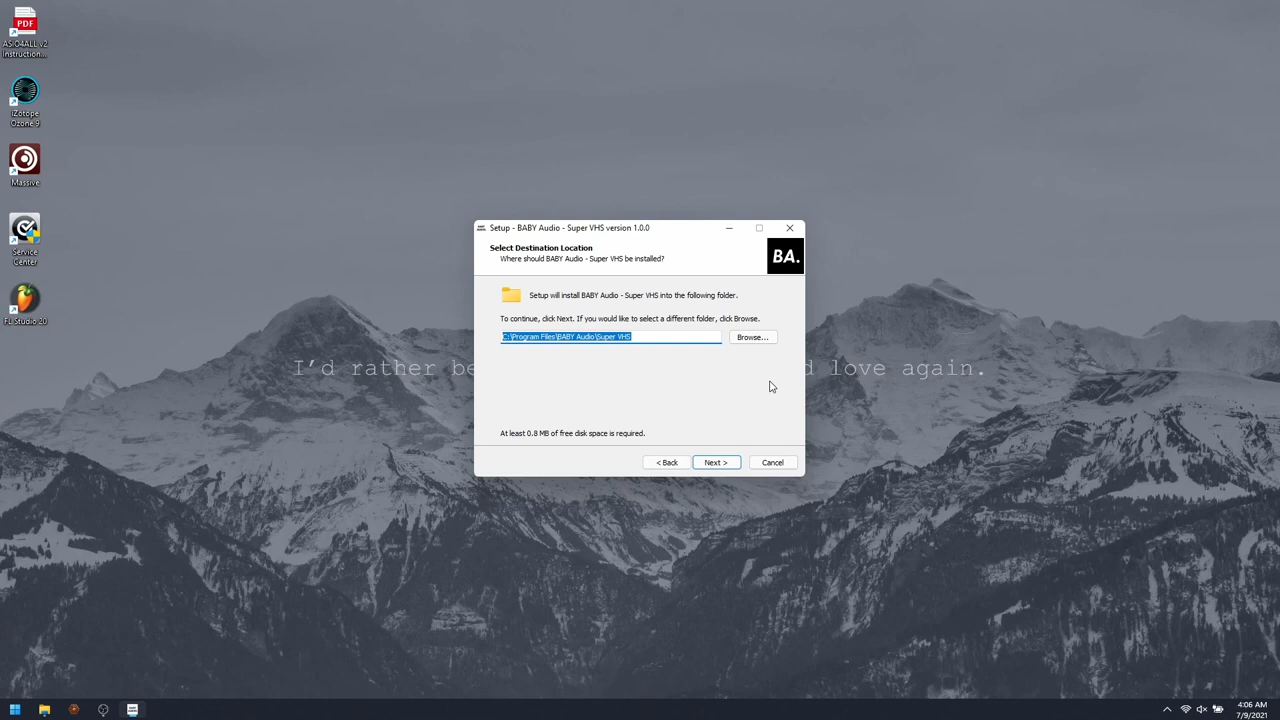 PDF
ASIO4ALL v2
Instruction...
iZotope
Ozone 9
Massive
Service
Center
FL Studio 20
Setup - BABY Audio - Super VHS version 1.0.0
Select Destination Location
Where should BABY Audio - Super VHS be installed?
BA.
Setup will install BABY Audio - Super VHS into the following folder.
To continue, click Next. If you would like to select a different folder, click Browse.
C:\Program Files\BABY Audio\Super VHS
Browse...
I'd rather be
d love again.
At least 0.8 MB of free disk space is required.
< Back
Next >
Cancel
4:06 AM
7/9/2021